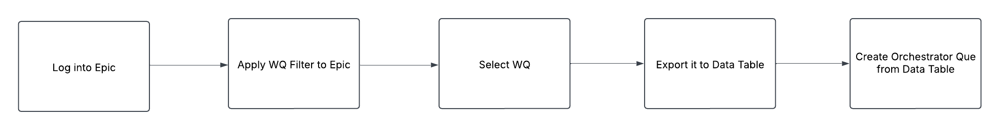 Log into Epic
Apply WQ Filter to Epic
Select WQ
Export it to Data Table
Create Orchestrator Que
from Data Table